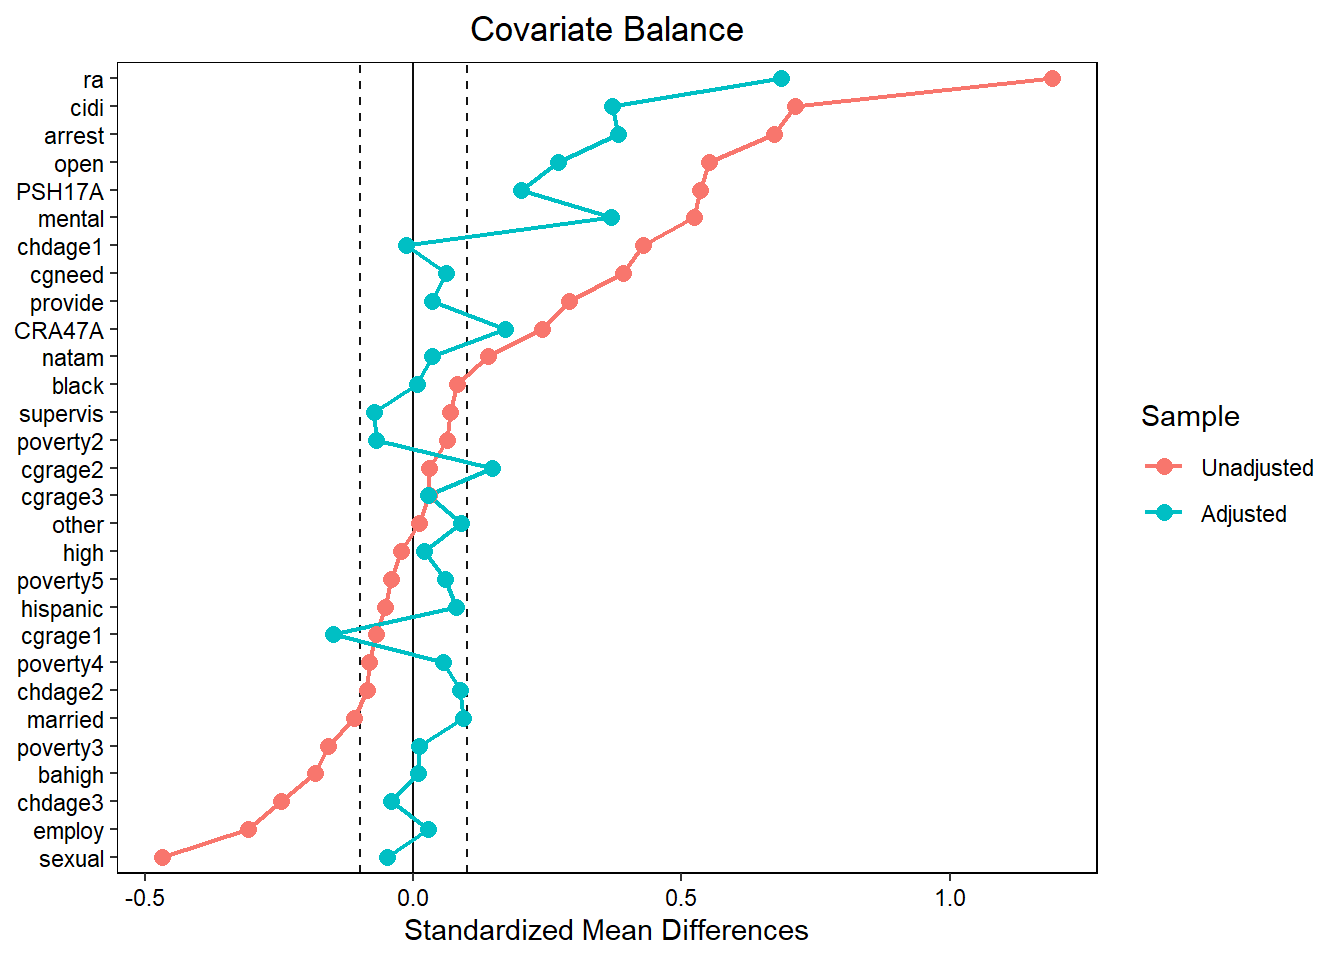 Covariate Balance
ra
cidi
arrest
open
PSH17A
mental
chdage1
cgneed
provide
CRA47A
natam
black
supervis
poverty2
cgrage2
cgrage3
other
high
poverty5
hispanic
cgrage1
poverty4
chdage2
married
poverty3
bahigh
chdage3
employ
sexual
-0.5 0.0 0.5 1.0
Standardized Mean Differences
Sample
Unadjusted
Adjusted